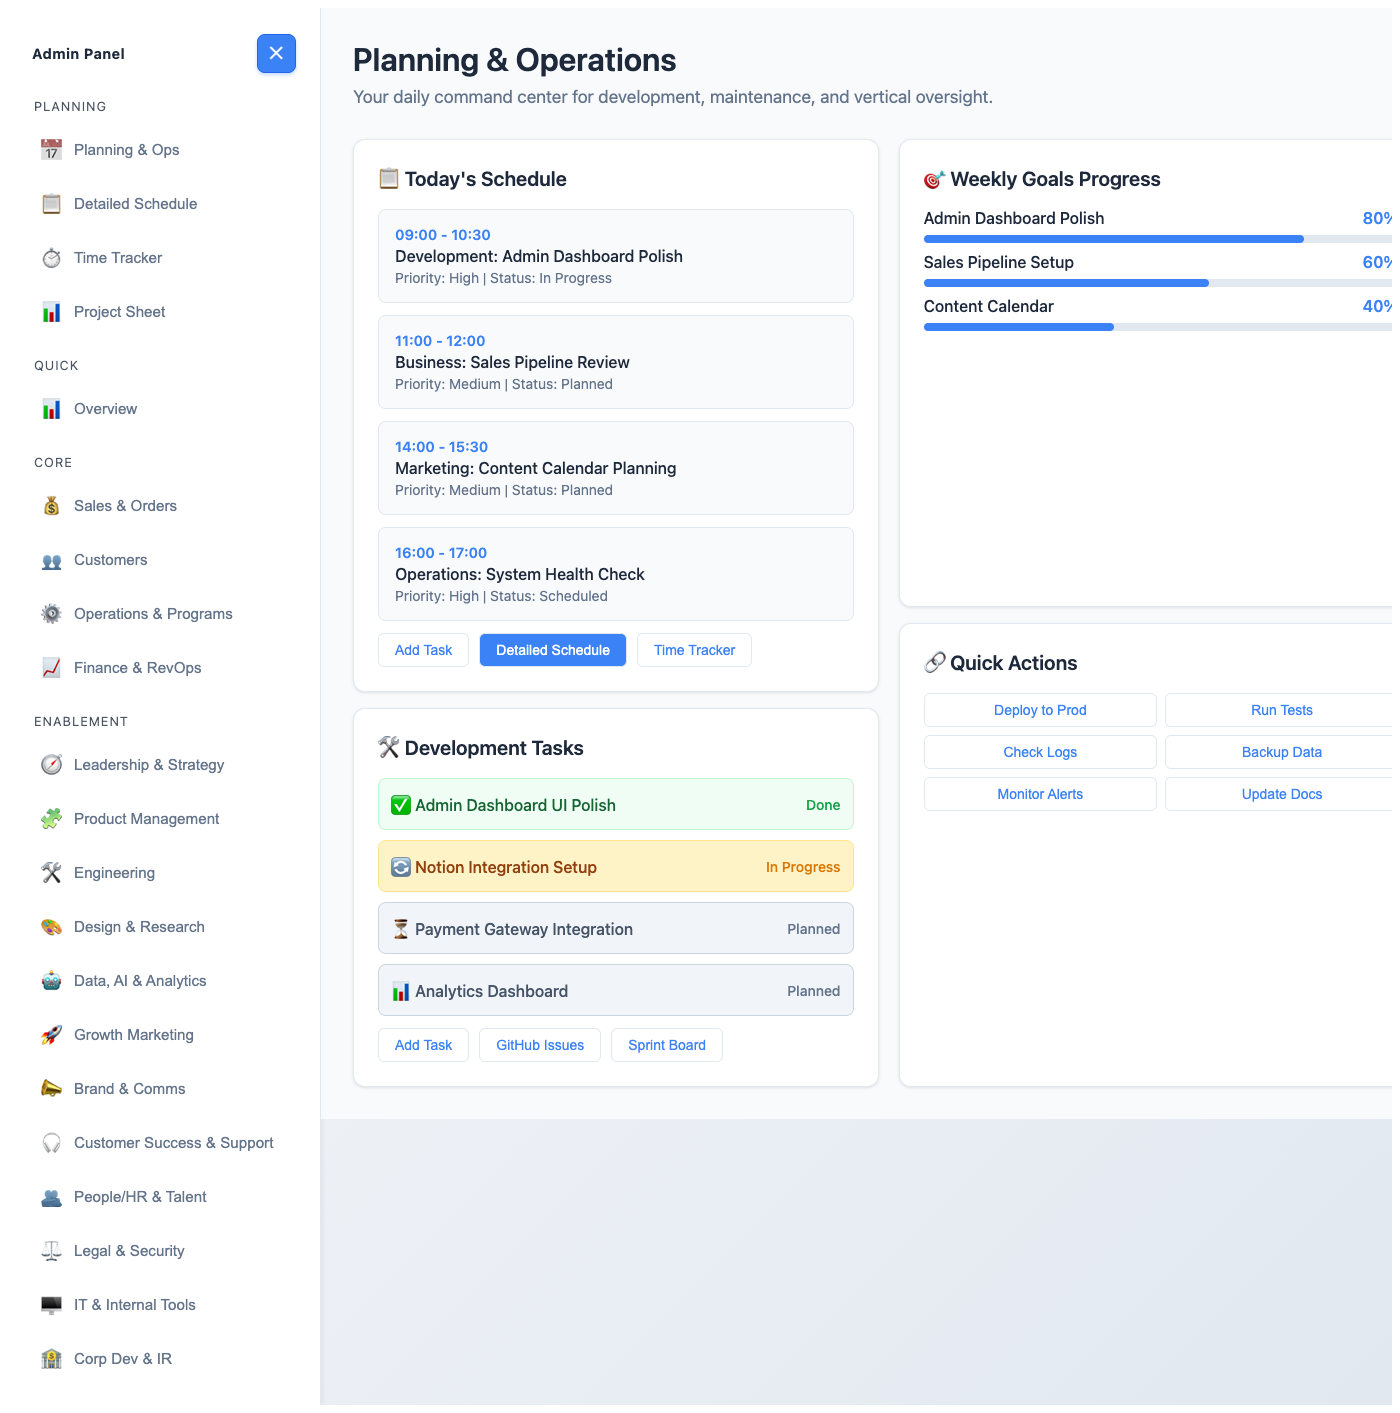 Admin Panel
PLANNING
Planning & Ops
Detailed Schedule
Time Tracker
Project Sheet
QUICK
Overview
CORE
Sales & Orders
Customers
Operations & Programs
Finance & RevOps
ENABLEMENT
Leadership & Strategy
Product Management
Engineering
Design & Research
Data, AI & Analytics
Growth Marketing
Brand & Comms
Customer Success & Support
People/HR & Talent
Legal & Security
IT & Internal Tools
Corp Dev & IR
Planning & Operations
Your daily command center for development, maintenance, and vertical oversight.
Today's Schedule
09:00 - 10:30
Development: Admin Dashboard Polish
Priority: High | Status: In Progress
11:00 - 12:00
Business: Sales Pipeline Review
Priority: Medium | Status: Planned
14:00 - 15:30
Marketing: Content Calendar Planning
Priority: Medium | Status: Planned
16:00 - 17:00
Operations: System Health Check
Priority: High | Status: Scheduled
Add Task Detailed Schedule Time Tracker
Development Tasks
Admin Dashboard UI Polish Done
Notion Integration Setup In Progress
Payment Gateway Integration Planned
Analytics Dashboard Planned
Add Task GitHub Issues Sprint Board
Weekly Goals Progress
Admin Dashboard Polish 80%
Sales Pipeline Setup 60%
Content Calendar 40%
Quick Actions
Deploy to Prod Run Tests
Check Logs Backup Data
Monitor Alerts Update Docs